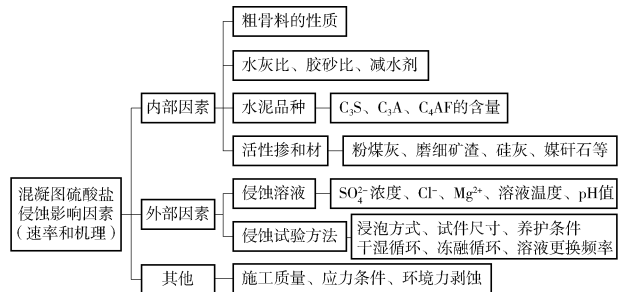 粗骨料的性质
水灰比、胶砂比、减水剂
内部因素
水泥品种
C₃S、C₃A、C₄AF的含量
活性掺和材
粉煤灰、磨细矿渣、硅灰、媒矸石等
混凝图硫酸盐
侵蚀影响因素
(速率和机理)
外部因素
侵蚀溶液
SO₄²⁻浓度、Cl⁻、Mg²⁺、溶液温度、pH值
侵蚀试验方法
浸泡方式、试件尺寸、养护条件
干湿循环、冻融循环、溶液更换频率
其他
施工质量、应力条件、环境力剥蚀